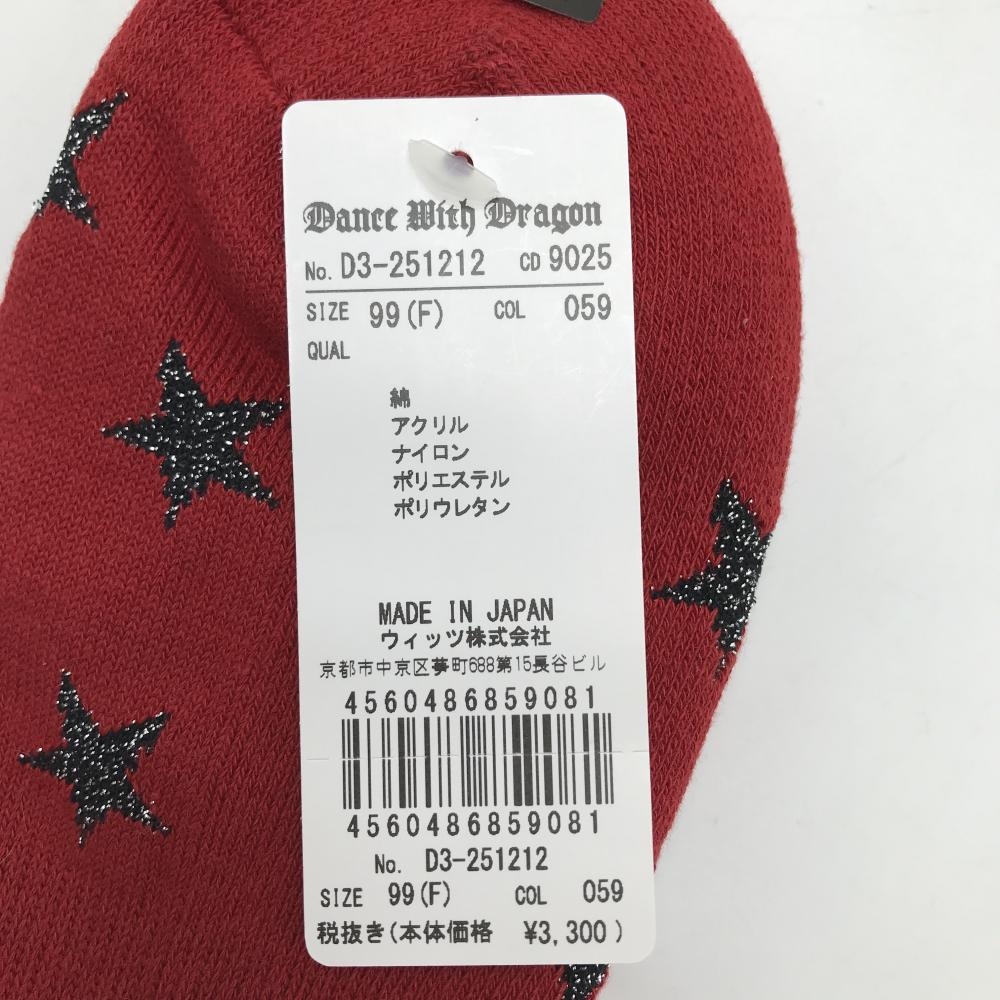 Dance With Dragon
No. D3-251212 CD 9025
SIZE 99(F) COL 059
QUAL
綿
アクリル
ナイロン
ポリエステル
ポリウレタン
MADE IN JAPAN
ウィッツ株式会社
京都市中京区夢町688第15長谷ビル
4560486859081
4560486859081
No. D3-251212
SIZE 99(F) COL 059
税抜き(本体価格 ¥3,300)